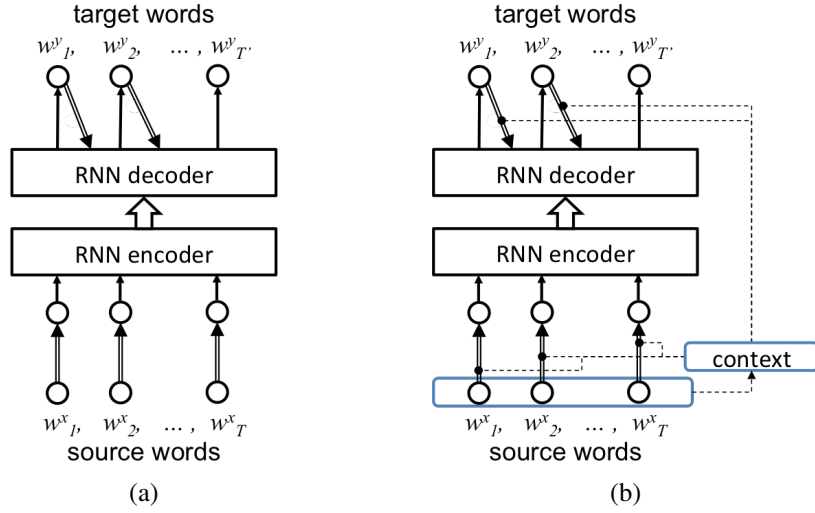 target words
w^y_1, w^y_2, ... , w^y_T'
RNN decoder
RNN encoder
w^x_1, w^x_2, ... , w^x_T
source words
(a)
target words
w^y_1, w^y_2, ... , w^y_T'
RNN decoder
RNN encoder
context
w^x_1, w^x_2, ... , w^x_T
source words
(b)